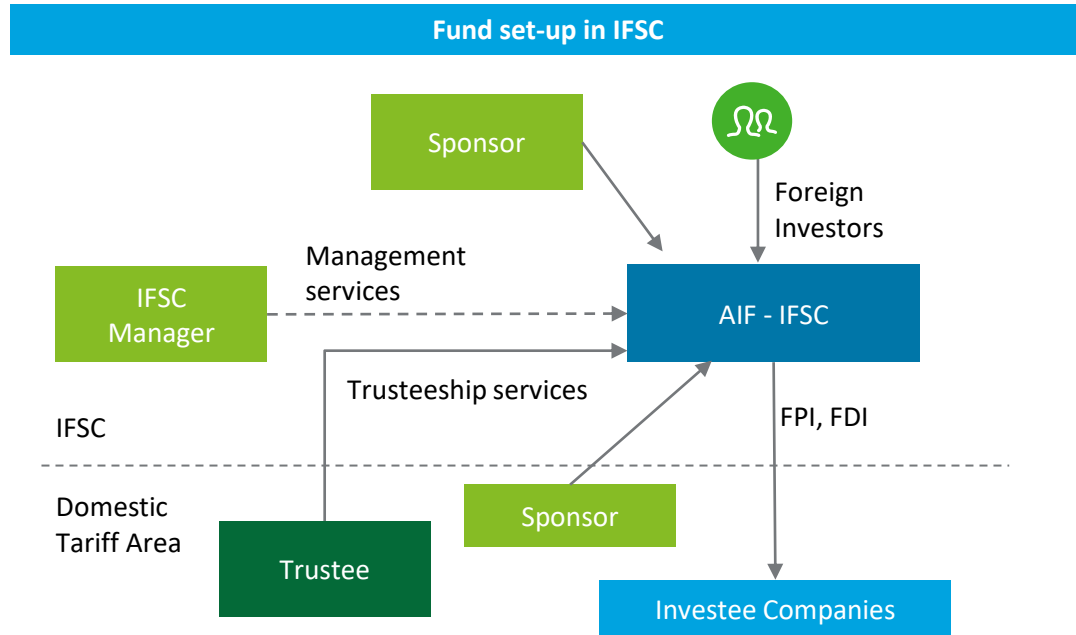 Fund set-up in IFSC
Sponsor
Foreign
Investors
Management
services
IFSC
Manager
AIF - IFSC
Trusteeship services
FPI, FDI
IFSC
Domestic
Tariff Area
Sponsor
Trustee
Investee Companies